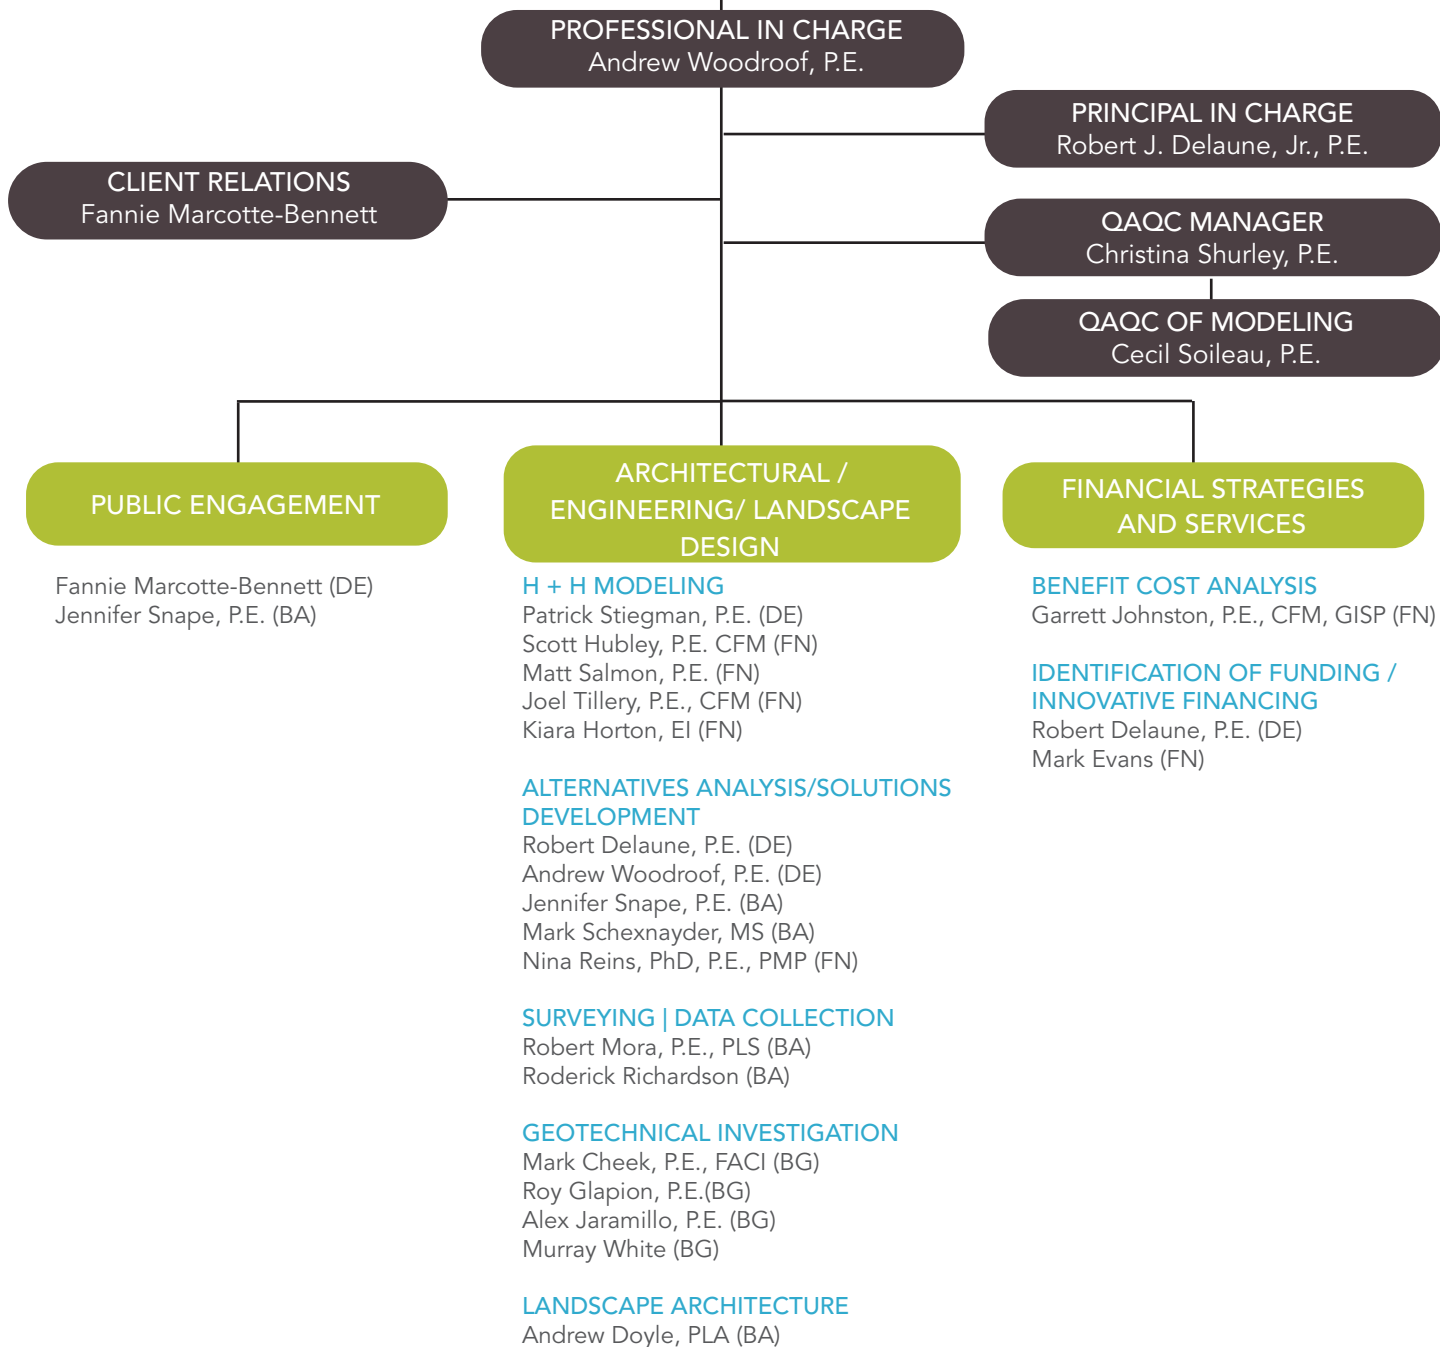 PROFESSIONAL IN CHARGE
Andrew Woodroof, P.E.
PRINCIPAL IN CHARGE
Robert J. Delaune, Jr., P.E.
CLIENT RELATIONS
Fannie Marcotte-Bennett
QAQC MANAGER
Christina Shurley, P.E.
QAQC OF MODELING
Cecil Soileau, P.E.
PUBLIC ENGAGEMENT
Fannie Marcotte-Bennett (DE)
Jennifer Snape, P.E. (BA)
ARCHITECTURAL /
ENGINEERING/ LANDSCAPE
DESIGN
H + H MODELING
Patrick Stiegman, P.E. (DE)
Scott Hubley, P.E. CFM (FN)
Matt Salmon, P.E. (FN)
Joel Tillery, P.E., CFM (FN)
Kiara Horton, EI (FN)
ALTERNATIVES ANALYSIS/SOLUTIONS
DEVELOPMENT
Robert Delaune, P.E. (DE)
Andrew Woodroof, P.E. (DE)
Jennifer Snape, P.E. (BA)
Mark Schexnayder, MS (BA)
Nina Reins, PhD, P.E., PMP (FN)
SURVEYING | DATA COLLECTION
Robert Mora, P.E., PLS (BA)
Roderick Richardson (BA)
GEOTECHNICAL INVESTIGATION
Mark Cheek, P.E., FACI (BG)
Roy Glapion, P.E.(BG)
Alex Jaramillo, P.E. (BG)
Murray White (BG)
LANDSCAPE ARCHITECTURE
Andrew Doyle, PLA (BA)
FINANCIAL STRATEGIES
AND SERVICES
BENEFIT COST ANALYSIS
Garrett Johnston, P.E., CFM, GISP (FN)
IDENTIFICATION OF FUNDING /
INNOVATIVE FINANCING
Robert Delaune, P.E. (DE)
Mark Evans (FN)